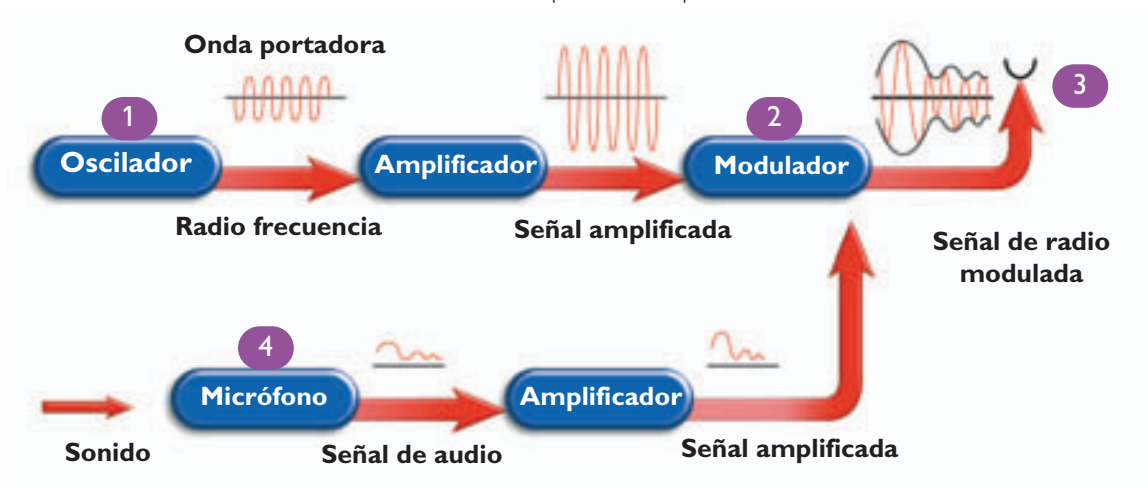 Onda portadora
1
2
3
Oscilador
Amplificador
Modulador
Radio frecuencia
Señal amplificada
Señal de radio
modulada
4
Micrófono
Amplificador
Sonido
Señal de audio
Señal amplificada